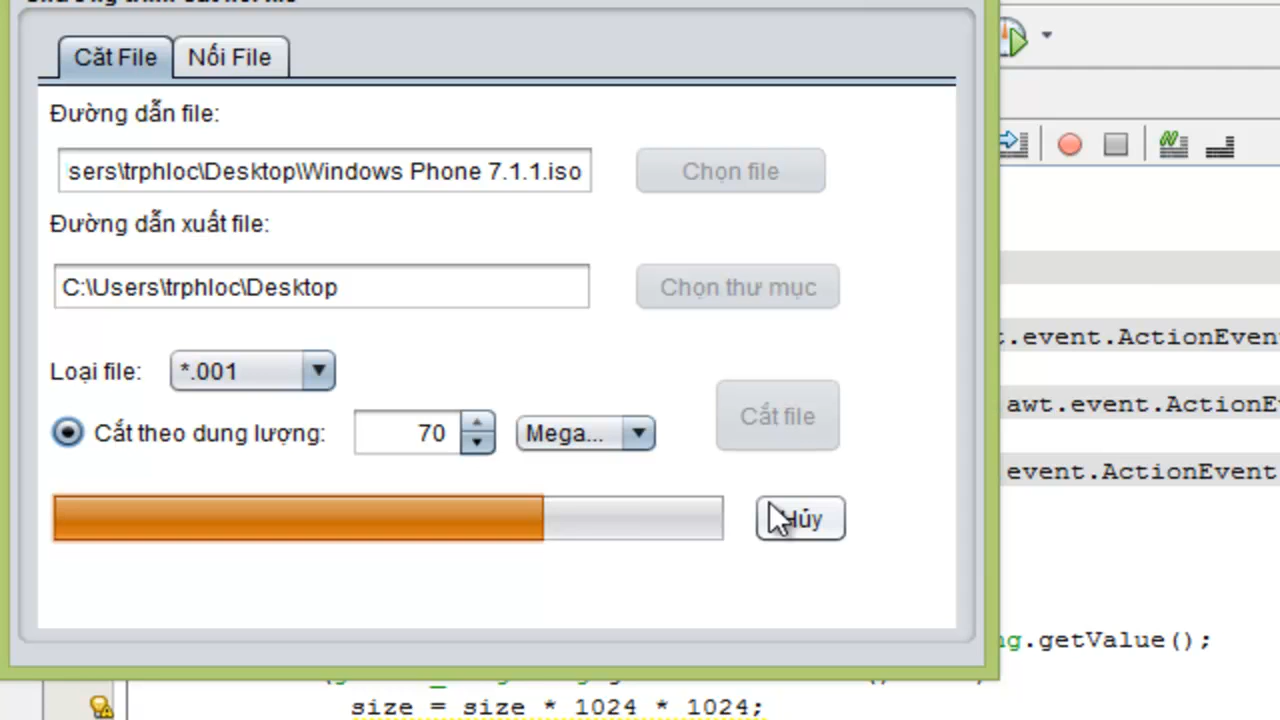 Cắt File
Nối File
Đường dẫn file:
sers\trphloc\Desktop\Windows Phone 7.1.1.iso
Chọn file
Đường dẫn xuất file:
C:\Users\trphloc\Desktop
Chọn thư mục
Loại file:
*.001
Cắt theo dung lượng:
70
Mega...
Cắt file
Hủy
t.event.ActionEvent
awt.event.ActionE
event.ActionEvent
ng.getValue();
size = size * 1024 * 1024;